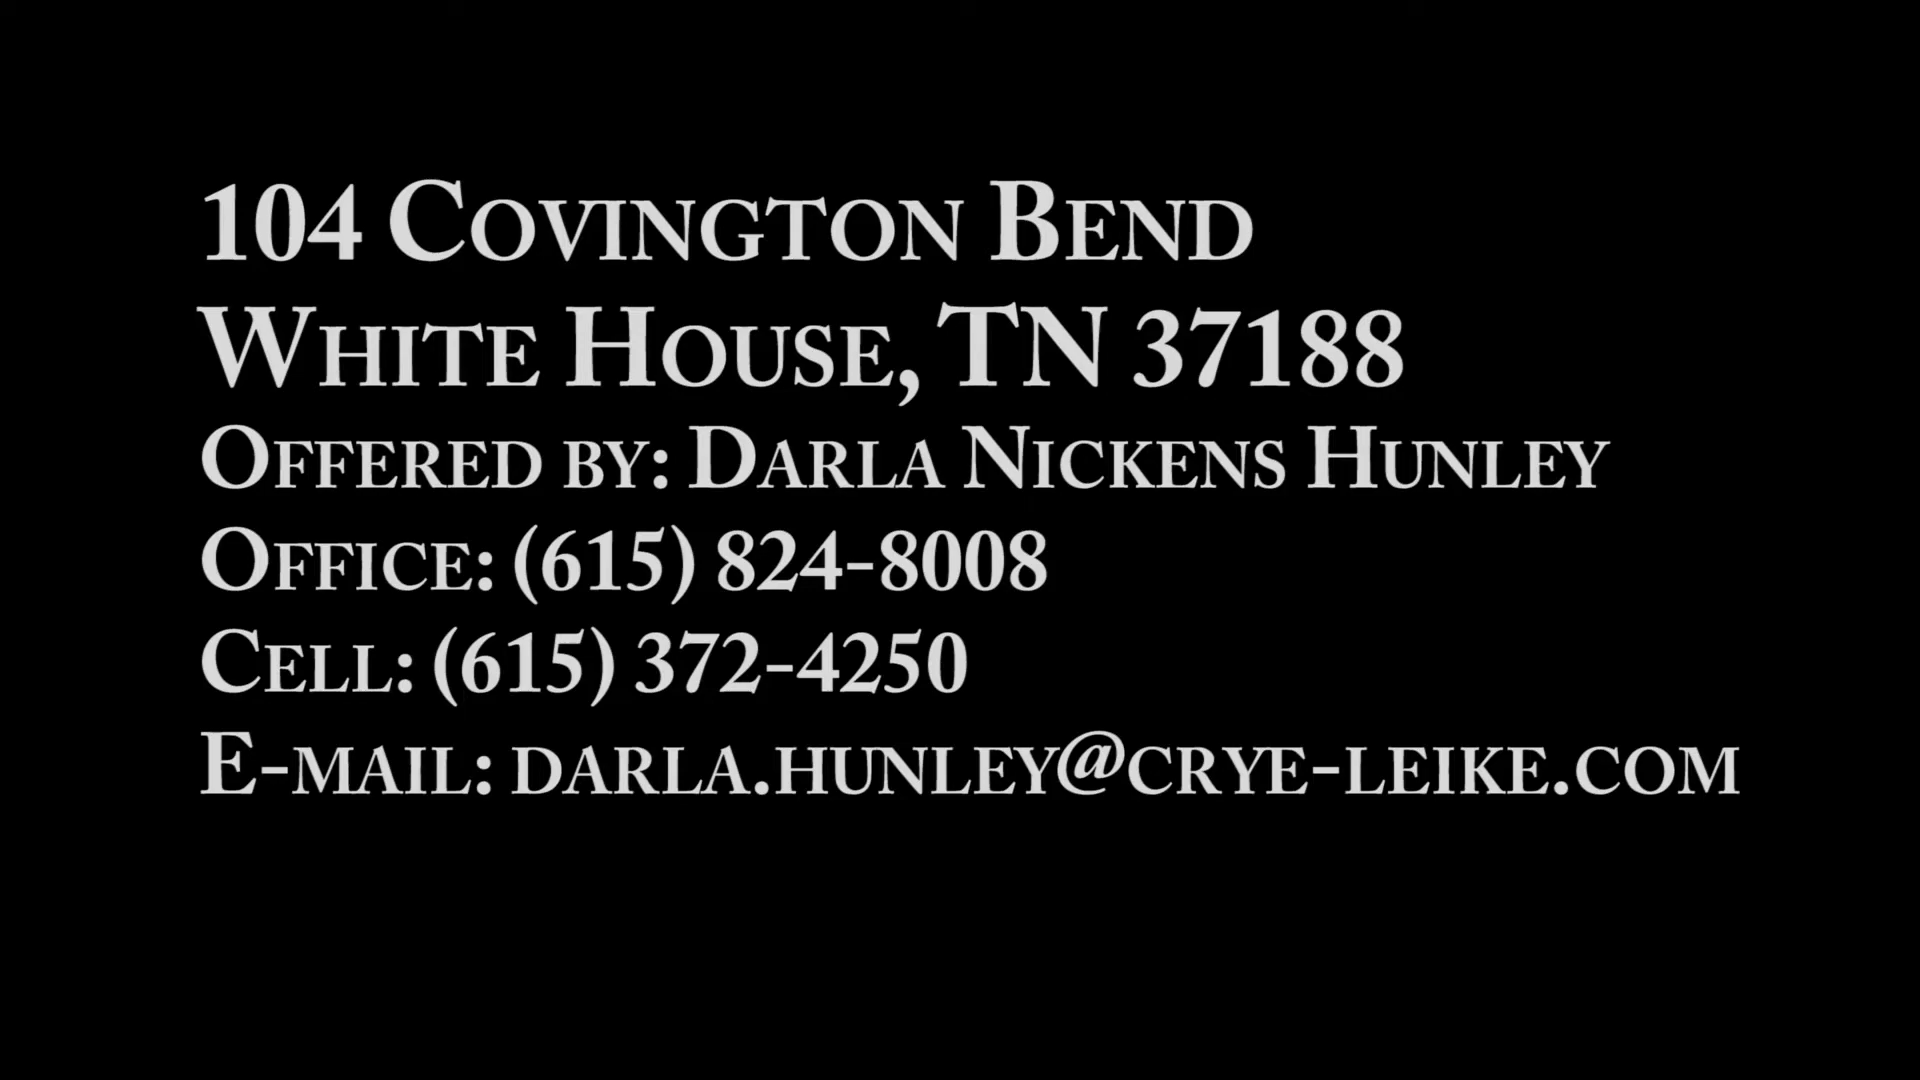 104 Covington Bend
White House, TN 37188
Offered by: Darla Nickens Hunley
Office: (615) 824-8008
Cell: (615) 372-4250
E-mail: darla.hunley@crye-leike.com